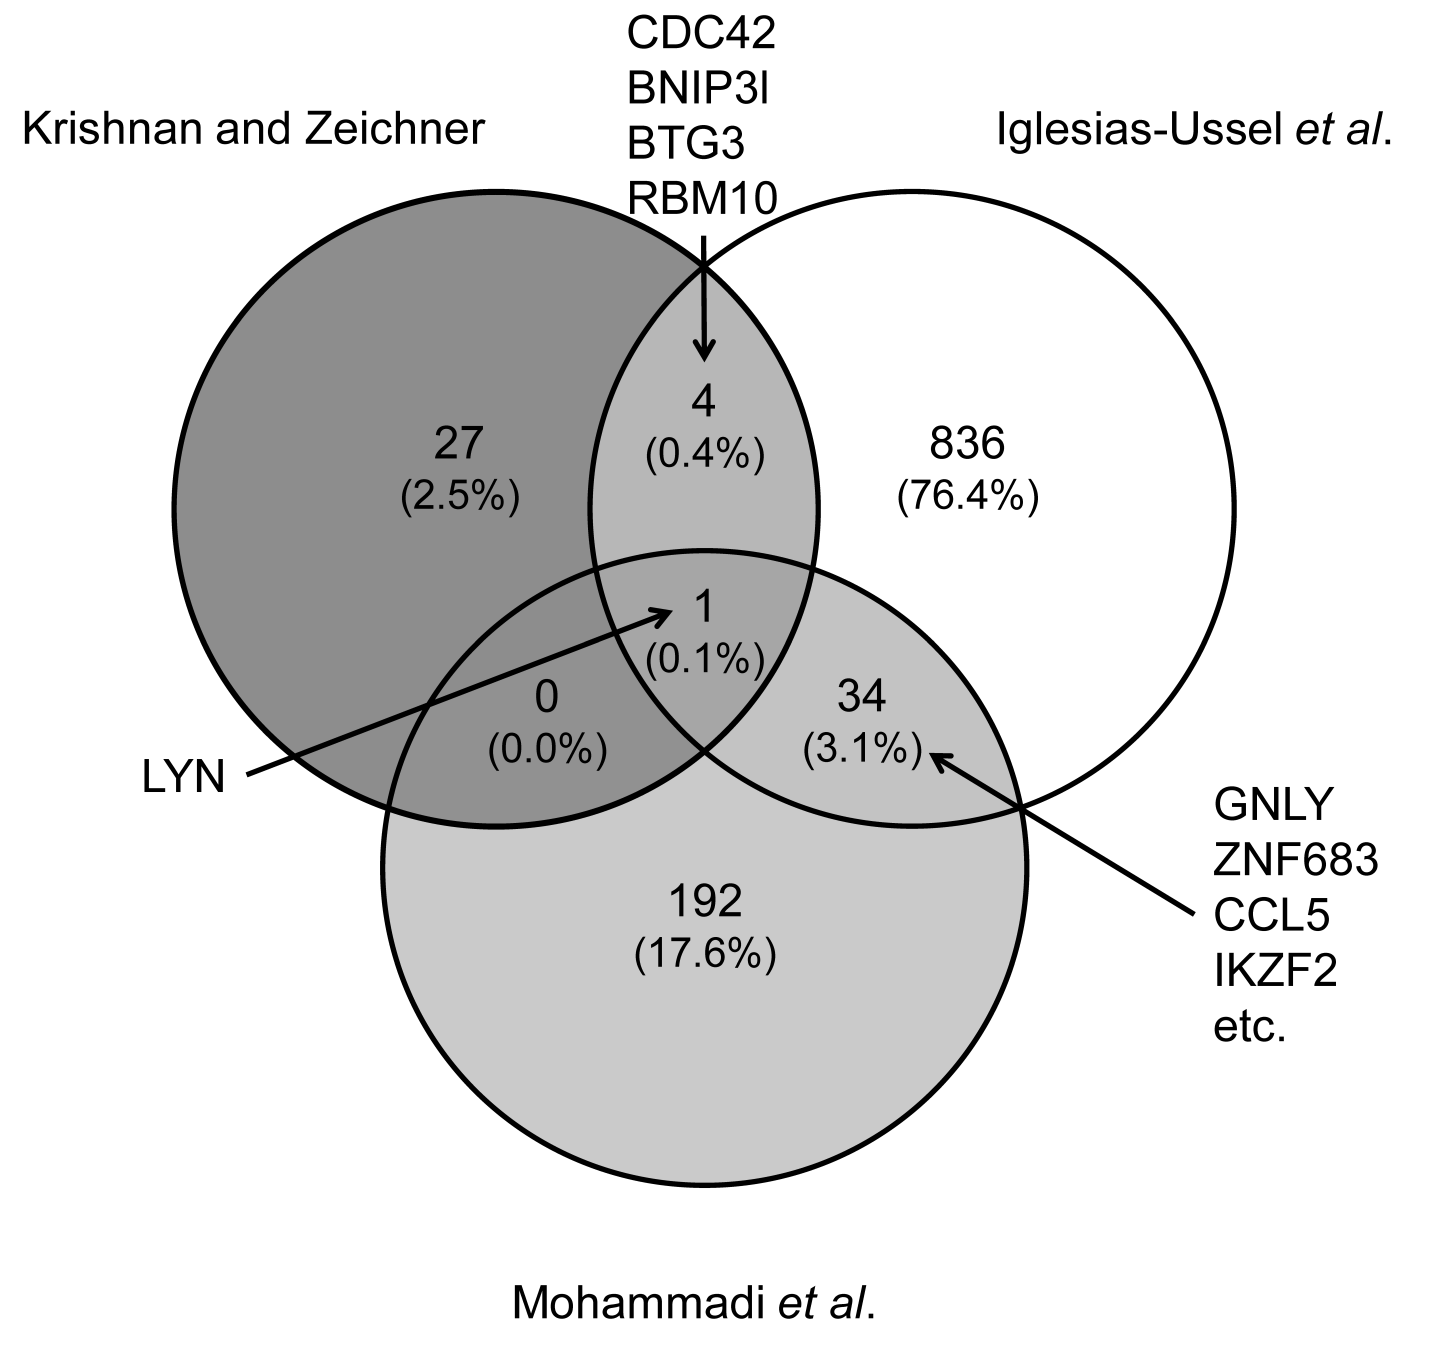 CDC42
BNIP3l
BTG3
RBM10
Krishnan and Zeichner
Iglesias-Ussel et al.
4
(0.4%)
27
(2.5%)
836
(76.4%)
1
(0.1%)
0
(0.0%)
34
(3.1%)
LYN
GNLY
ZNF683
CCL5
IKZF2
etc.
192
(17.6%)
Mohammadi et al.